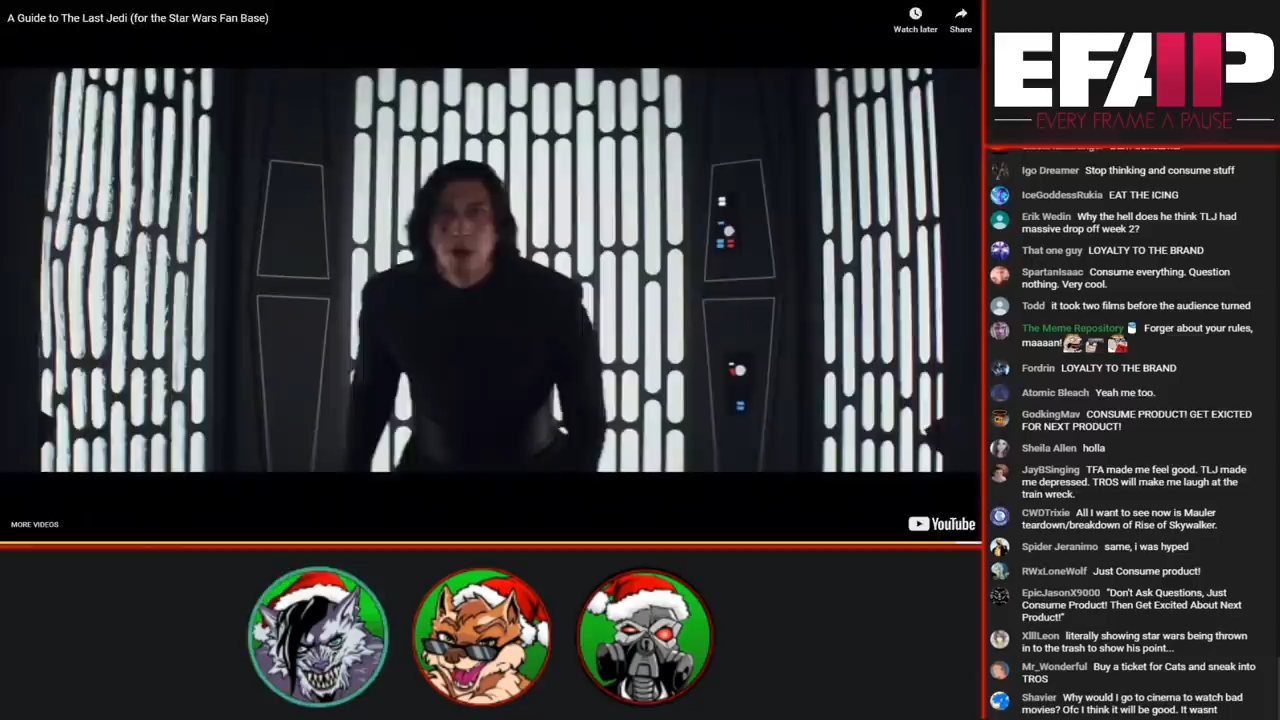 A Guide to The Last Jedi (for the Star Wars Fan Base)
Watch later
Share
MORE VIDEOS
YouTube
EFAP
EVERY FRAME A PAUSE
Igo Dreamer Stop thinking and consume stuff
IceGoddessRukia EAT THE ICING
Erik Wedin Why the hell does he think TLJ had
massive drop off week 2?
That one guy LOYALTY TO THE BRAND
SpartanIsaac Consume everything. Question
nothing. Very cool.
Todd it took two films before the audience turned
The Meme Repository Forger about your rules,
maaaan!
Fordrin LOYALTY TO THE BRAND
Atomic Bleach Yeah me too.
GodkingMav CONSUME PRODUCT! GET EXICTED
FOR NEXT PRODUCT!
Sheila Allen holla
JayBSinging TFA made me feel good. TLJ made
me depressed. TROS will make me laugh at the
train wreck.
CWDTrixie All I want to see now is Mauler
teardown/breakdown of Rise of Skywalker.
Spider Jeranimo same, i was hyped
RWxLoneWolf Just Consume product!
EpicJasonX9000 "Don't Ask Questions, Just
Consume Product! Then Get Excited About Next
Product!"
XlllLeon literally showing star wars being thrown
in to the trash to show his point...
Mr_Wonderful Buy a ticket for Cats and sneak into
TROS
Shavier Why would I go to cinema to watch bad
movies? Ofc I think it will be good. It wasnt